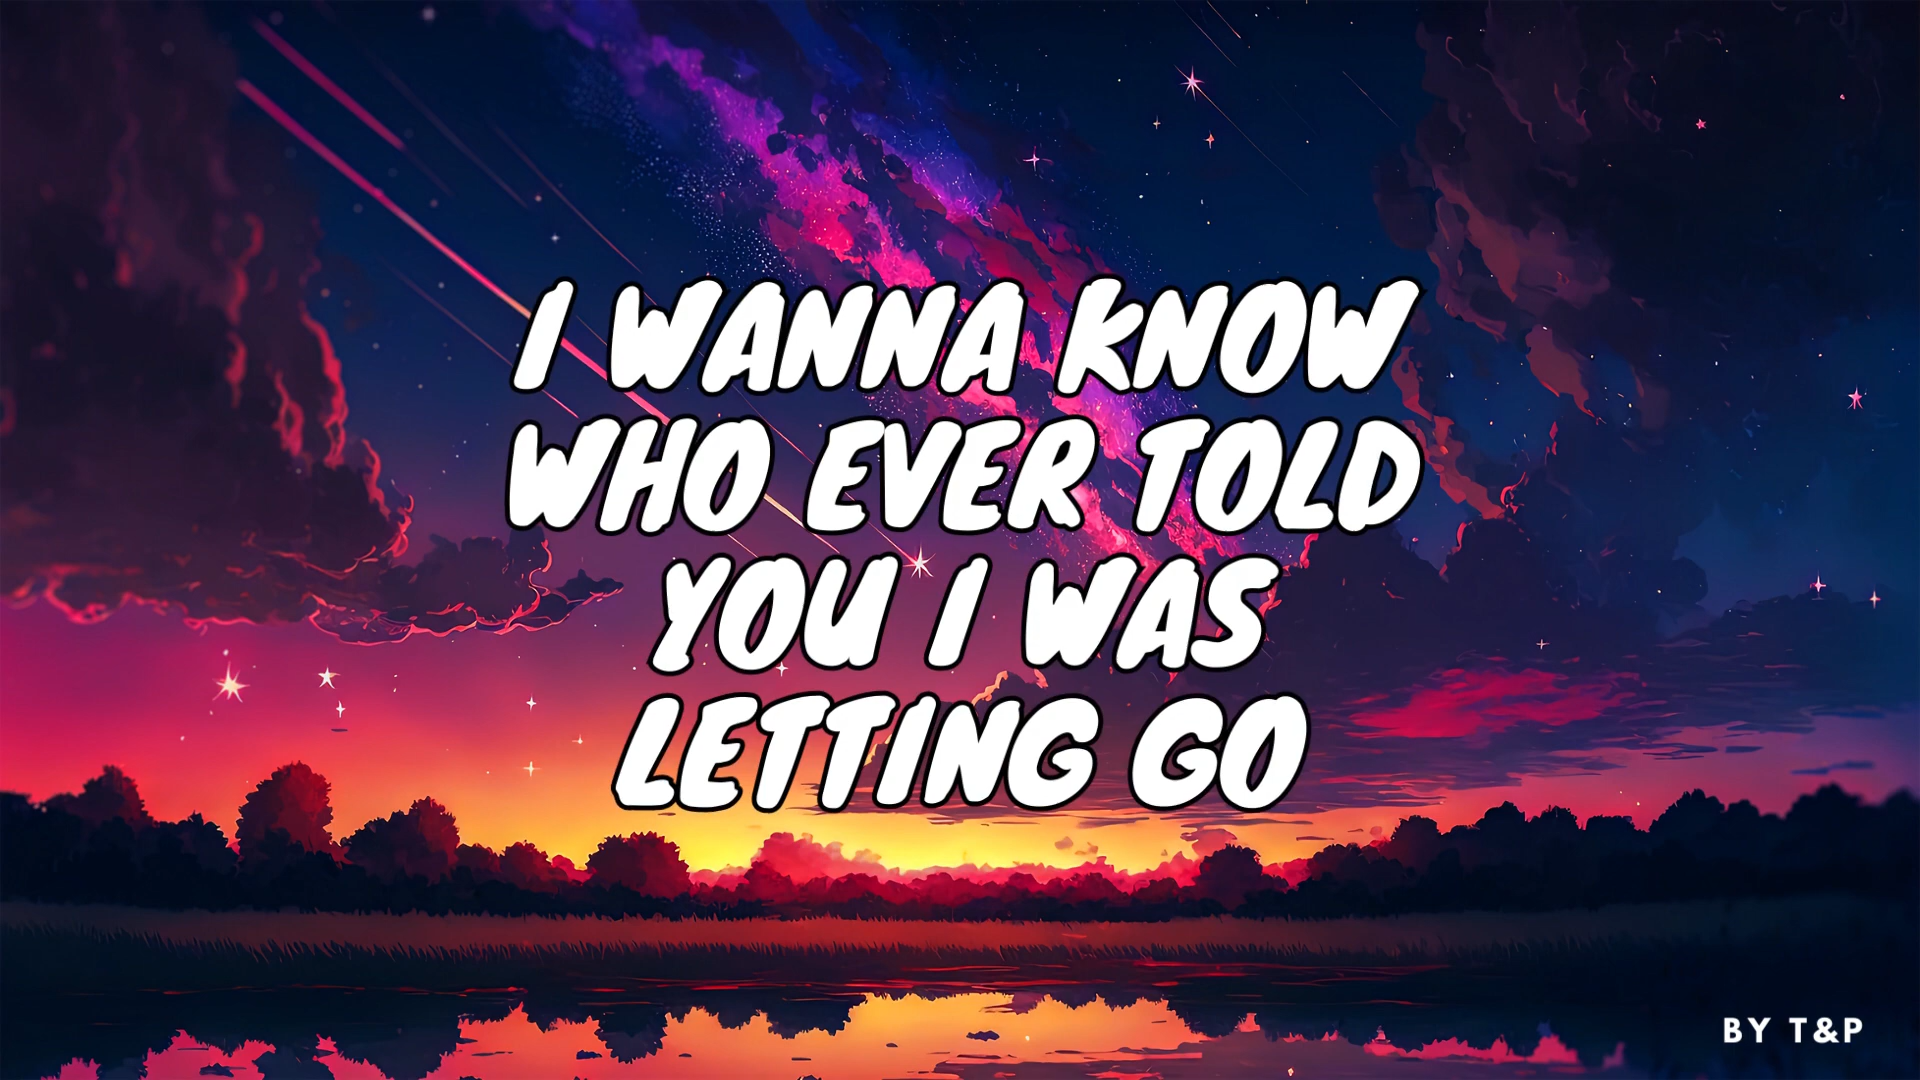 I WANNA KNOW
WHO EVER TOLD
YOU I WAS
LETTING GO
BY T&P